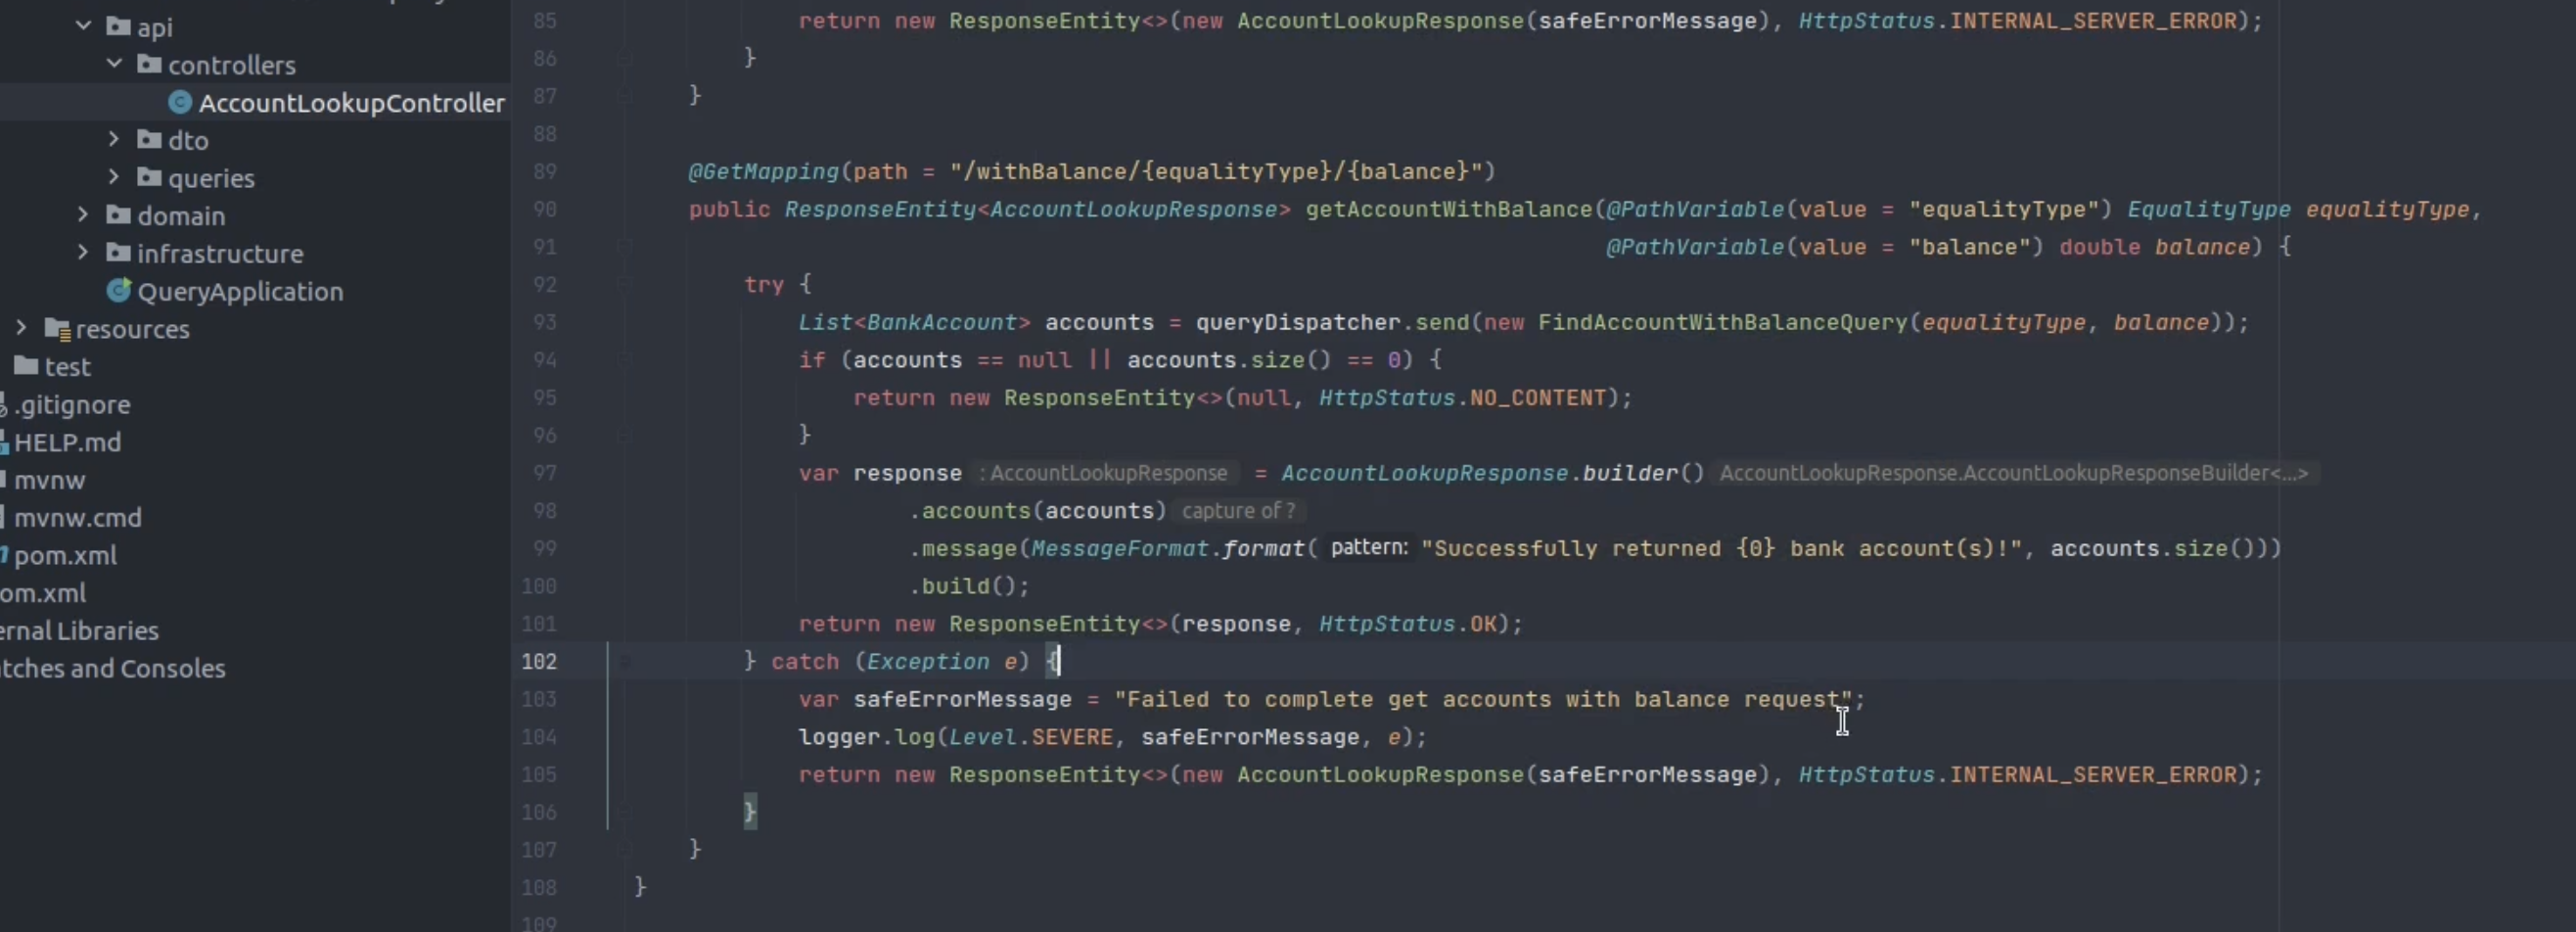 api
controllers
AccountLookupController
dto
queries
domain
infrastructure
QueryApplication
resources
test
.gitignore
HELP.md
mvnw
mvnw.cmd
pom.xml
om.xml
ernal Libraries
atches and Consoles
85 return new ResponseEntity<>(new AccountLookupResponse(safeErrorMessage), HttpStatus.INTERNAL_SERVER_ERROR);
86 }
87 }
88
89 @GetMapping(path = "/withBalance/{equalityType}/{balance}")
90 public ResponseEntity<AccountLookupResponse> getAccountWithBalance(@PathVariable(value = "equalityType") EqualityType equalityType,
91 @PathVariable(value = "balance") double balance) {
92 try {
93 List<BankAccount> accounts = queryDispatcher.send(new FindAccountWithBalanceQuery(equalityType, balance));
94 if (accounts == null || accounts.size() == 0) {
95 return new ResponseEntity<>(null, HttpStatus.NO_CONTENT);
96 }
97 var response : AccountLookupResponse = AccountLookupResponse.builder() AccountLookupResponse.AccountLookupResponseBuilder<...>
98 .accounts(accounts) capture of ?
99 .message(MessageFormat.format( pattern: "Successfully returned {0} bank account(s)!", accounts.size()))
100 .build();
101 return new ResponseEntity<>(response, HttpStatus.OK);
102 } catch (Exception e) {
103 var safeErrorMessage = "Failed to complete get accounts with balance request";
104 logger.log(Level.SEVERE, safeErrorMessage, e);
105 return new ResponseEntity<>(new AccountLookupResponse(safeErrorMessage), HttpStatus.INTERNAL_SERVER_ERROR);
106 }
107 }
108 }
109